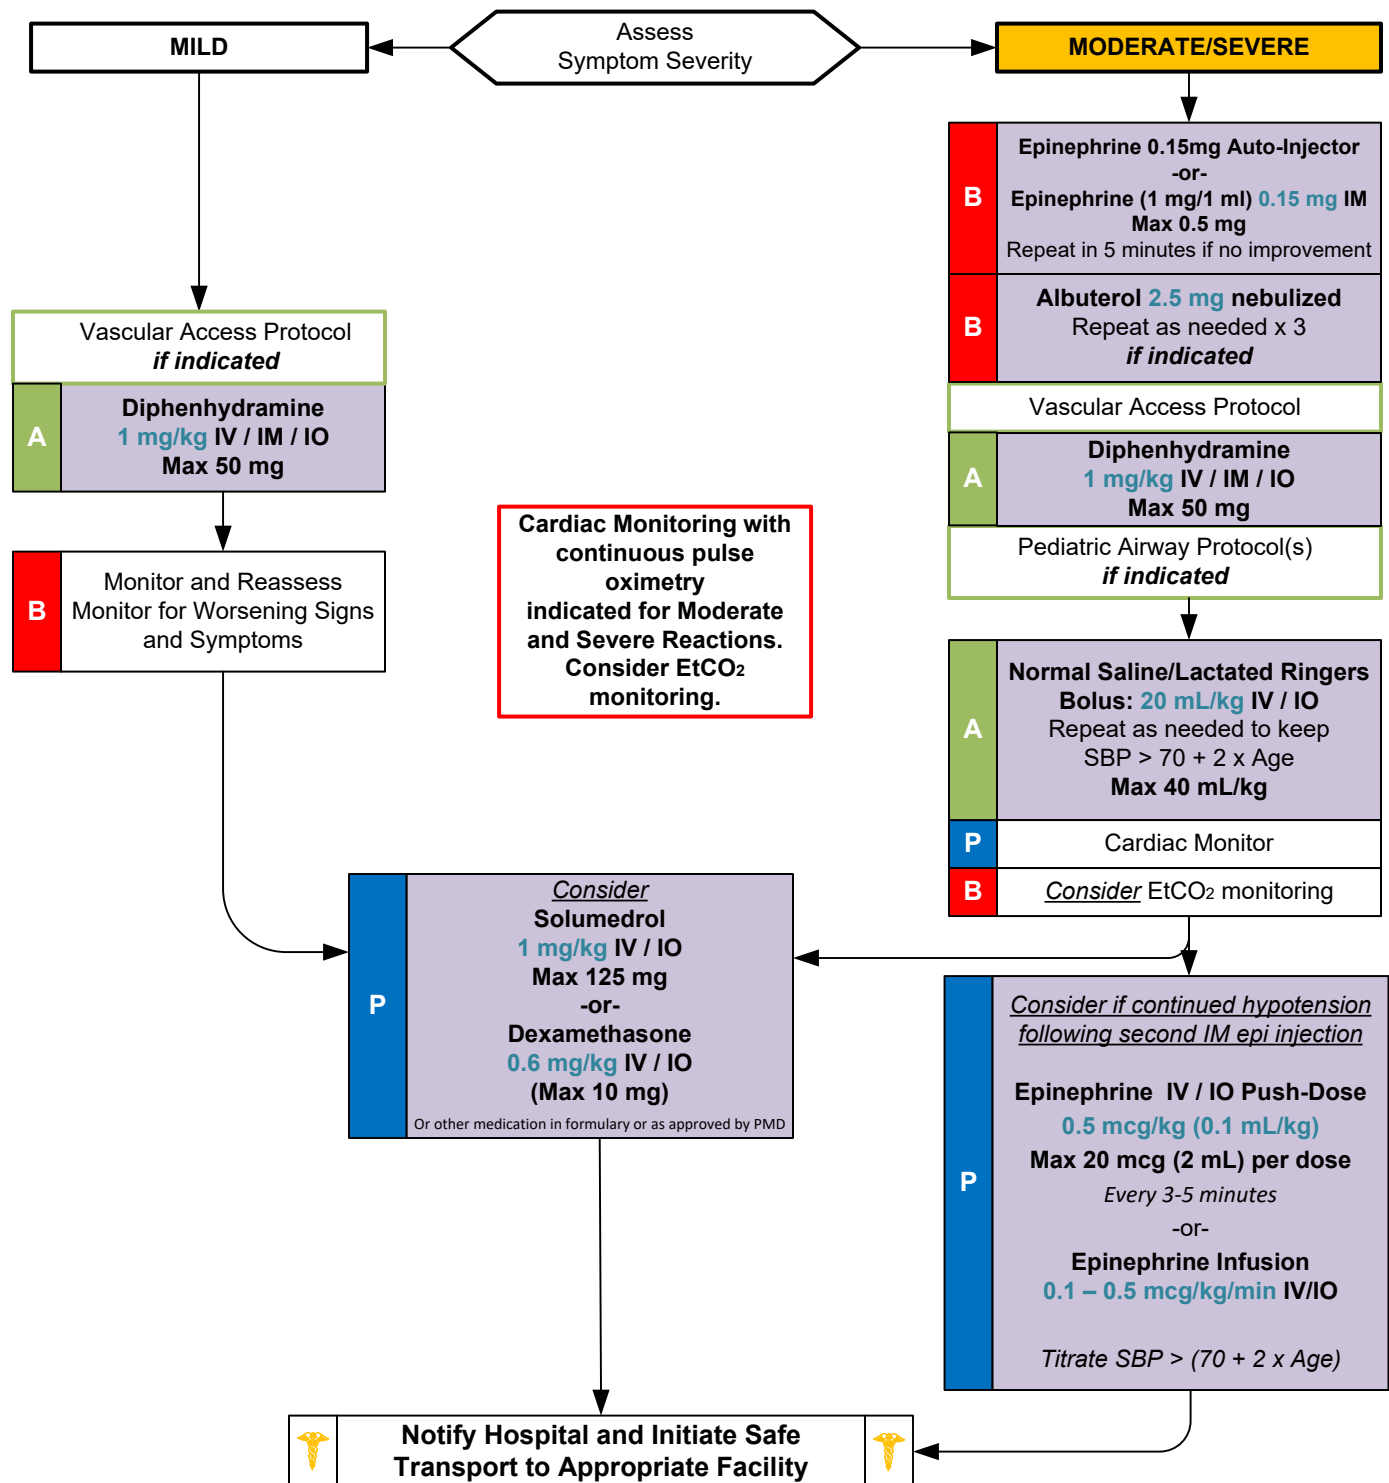 Assess
Symptom Severity
MILD
MODERATE/SEVERE
B
Epinephrine 0.15mg Auto-Injector
-or-
Epinephrine (1 mg/1 ml) 0.15 mg IM
Max 0.5 mg
Repeat in 5 minutes if no improvement
B
Albuterol 2.5 mg nebulized
Repeat as needed x 3
if indicated
Vascular Access Protocol
A
Diphenhydramine
1 mg/kg IV / IM / IO
Max 50 mg
Pediatric Airway Protocol(s)
if indicated
Vascular Access Protocol
if indicated
A
Diphenhydramine
1 mg/kg IV / IM / IO
Max 50 mg
B
Monitor and Reassess
Monitor for Worsening Signs
and Symptoms
Cardiac Monitoring with
continuous pulse
oximetry
indicated for Moderate
and Severe Reactions.
Consider EtCO2
monitoring.
A
Normal Saline/Lactated Ringers
Bolus: 20 mL/kg IV / IO
Repeat as needed to keep
SBP > 70 + 2 x Age
Max 40 mL/kg
P
Cardiac Monitor
B
Consider EtCO2 monitoring
P
Consider
Solumedrol
1 mg/kg IV / IO
Max 125 mg
-or-
Dexamethasone
0.6 mg/kg IV / IO
(Max 10 mg)
Or other medication in formulary or as approved by PMD
P
Consider if continued hypotension
following second IM epi injection
Epinephrine IV / IO Push-Dose
0.5 mcg/kg (0.1 mL/kg)
Max 20 mcg (2 mL) per dose
Every 3-5 minutes
-or-
Epinephrine Infusion
0.1 – 0.5 mcg/kg/min IV/IO
Titrate SBP > (70 + 2 x Age)
Notify Hospital and Initiate Safe
Transport to Appropriate Facility